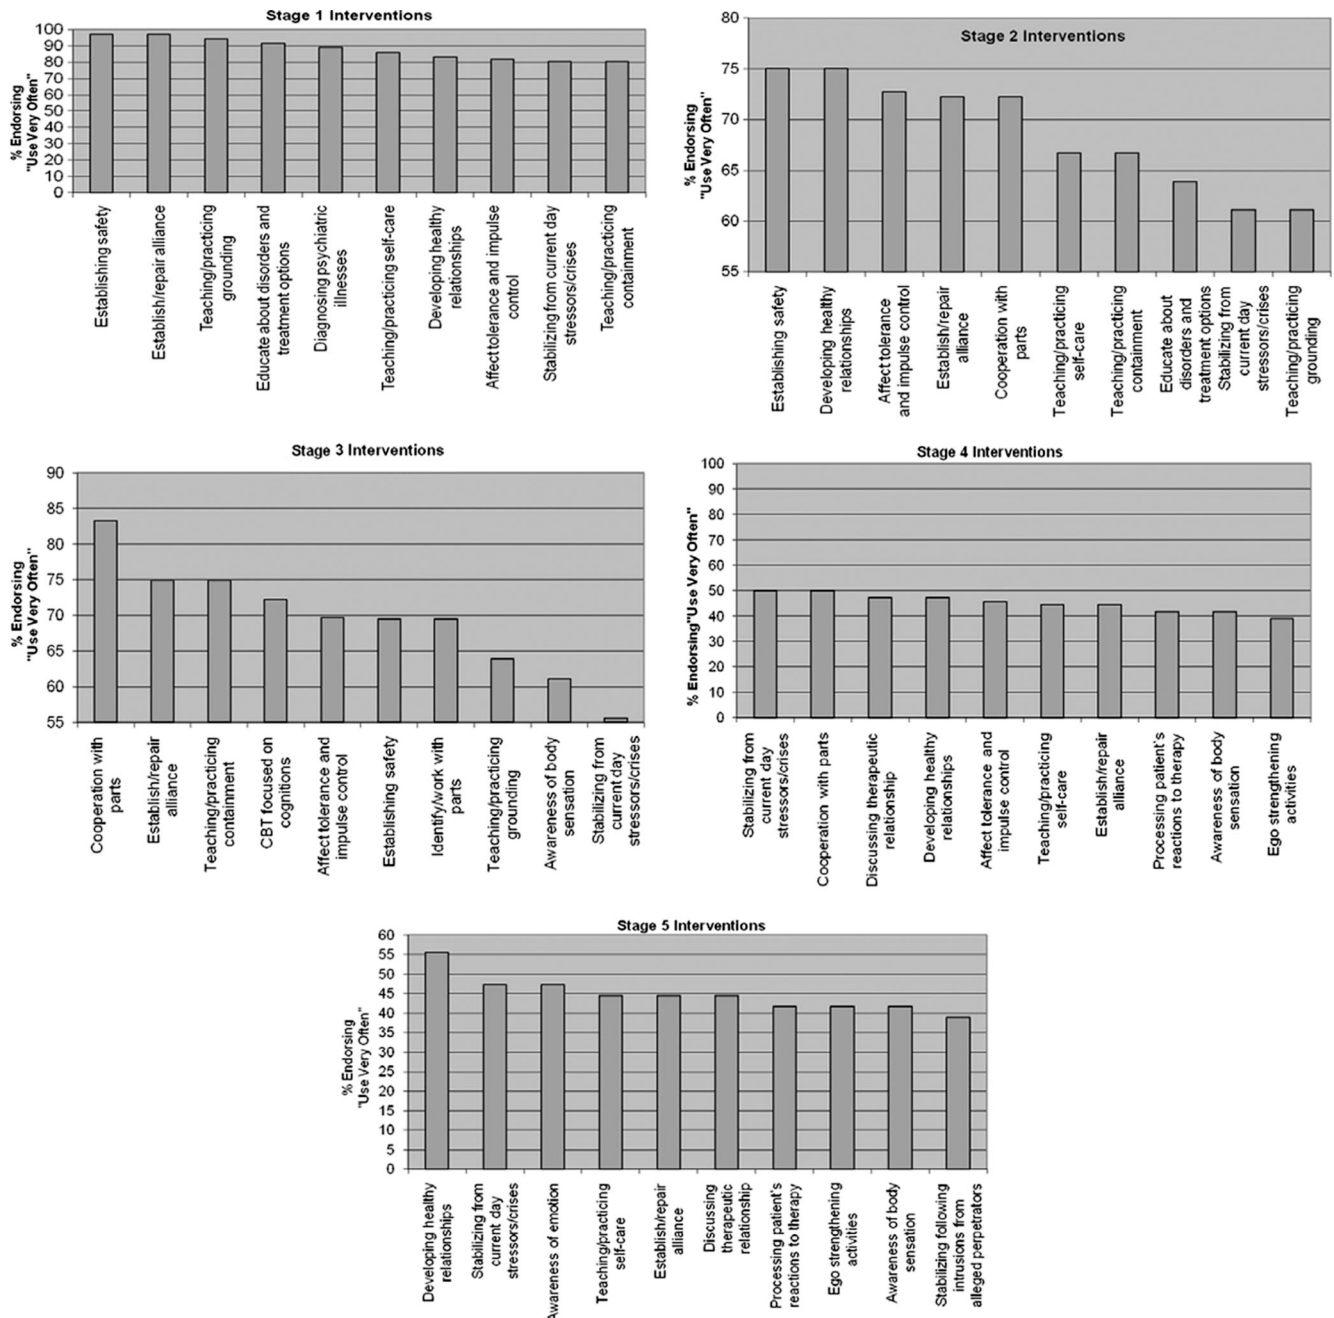 Stage 1 Interventions
% Endorsing
"Use Very Often"
100
90
80
70
60
50
40
30
20
10
0
Establishing safety
Establish/repair alliance
Teaching/practicing
grounding
Educate about disorders and
treatment options
Diagnosing psychiatric
illnesses
Teaching/practicing self-care
Developing healthy
relationships
Affect tolerance and impulse
control
Stabilizing from current day
stressors/crises
Teaching/practicing
containment
Stage 2 Interventions
% Endorsing
"Use Very Often"
80
75
70
65
60
55
Establishing safety
Developing healthy
relationships
Affect tolerance
and impulse control
Establish/repair
alliance
Cooperation with
parts
Teaching/practicing
self-care
Teaching/practicing
containment
Educate about
disorders and
treatment options
Stabilizing from
current day
stressors/crises
Teaching/practicing
grounding
Stage 3 Interventions
% Endorsing
"Use Very Often"
90
85
80
75
70
65
60
55
Cooperation with
parts
Establish/repair
alliance
Teaching/practicing
containment
CBT focused on
cognitions
Affect tolerance and
impulse control
Establishing safety
Identify/work with
parts
Teaching/practicing
grounding
Awareness of body
sensation
Stabilizing from
current day
stressors/crises
Stage 4 Interventions
% Endorsing"Use Very Often"
100
90
80
70
60
50
40
30
20
10
0
Stabilizing from
current day
stressors/crises
Cooperation with parts
Discussing therapeutic
relationship
Developing healthy
relationships
Affect tolerance and
impulse control
Teaching/practicing
self-care
Establish/repair
alliance
Processing patient's
reactions to therapy
Awareness of body
sensation
Ego strengthening
activities
Stage 5 Interventions
% Endorsing
"Use Very Often"
60
55
50
45
40
35
30
25
20
15
10
5
0
Developing healthy
relationships
Stabilizing from
current day
stressors/crises
Awareness of emotion
Teaching/practicing
self-care
Establish/repair
alliance
Discussing
therapeutic
relationship
Processing patient's
reactions to therapy
Ego strengthening
activities
Awareness of body
sensation
Stabilizing following
intrusions from
alleged perpetrators